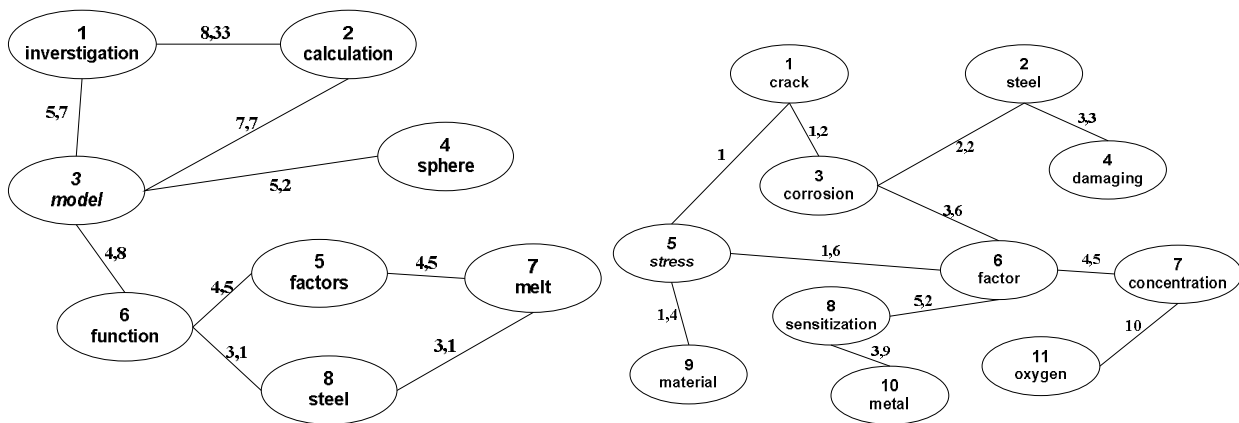 1
inverstigation
8,33
2
calculation
5,7
7,7
4
sphere
3
model
5,2
4,8
5
factors
4,5
4,5
7
melt
6
function
3,1
3,1
8
steel
1
crack
2
steel
1
1,2
2,2
3,3
3
corrosion
4
damaging
3,6
5
stress
1,6
6
factor
4,5
7
concentration
1,4
8
sensitization
5,2
10
3,9
9
material
10
metal
11
oxygen